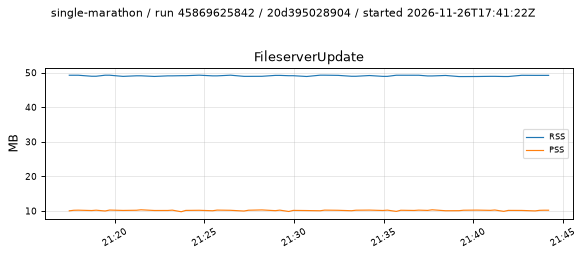 single-marathon / run 45869625842 / 20d395028904 / started 2026-11-26T17:41:22Z
FileserverUpdate
MB
50
40
30
20
10
RSS
PSS
21:20
21:25
21:30
21:35
21:40
21:45